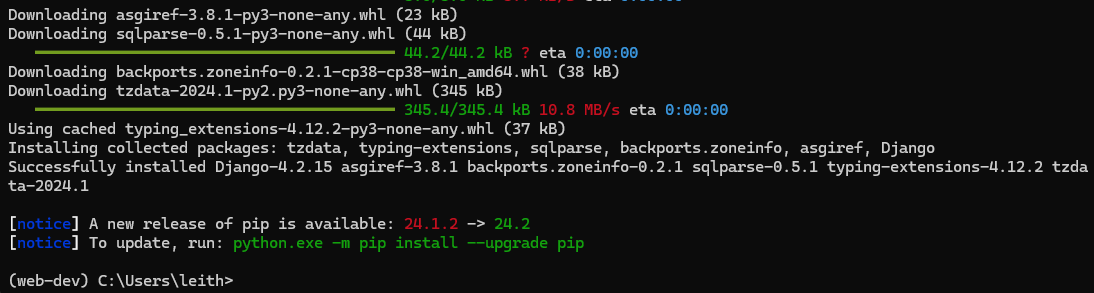 Downloading asgiref-3.8.1-py3-none-any.whl (23 kB)
Downloading sqlparse-0.5.1-py3-none-any.whl (44 kB)
44.2/44.2 kB ? eta 0:00:00
Downloading backports.zoneinfo-0.2.1-cp38-cp38-win_amd64.whl (38 kB)
Downloading tzdata-2024.1-py2.py3-none-any.whl (345 kB)
345.4/345.4 kB 10.8 MB/s eta 0:00:00
Using cached typing_extensions-4.12.2-py3-none-any.whl (37 kB)
Installing collected packages: tzdata, typing-extensions, sqlparse, backports.zoneinfo, asgiref, Django
Successfully installed Django-4.2.15 asgiref-3.8.1 backports.zoneinfo-0.2.1 sqlparse-0.5.1 typing-extensions-4.12.2 tzda
ta-2024.1
[notice] A new release of pip is available: 24.1.2 -> 24.2
[notice] To update, run: python.exe -m pip install --upgrade pip
(web-dev) C:\Users\leith>